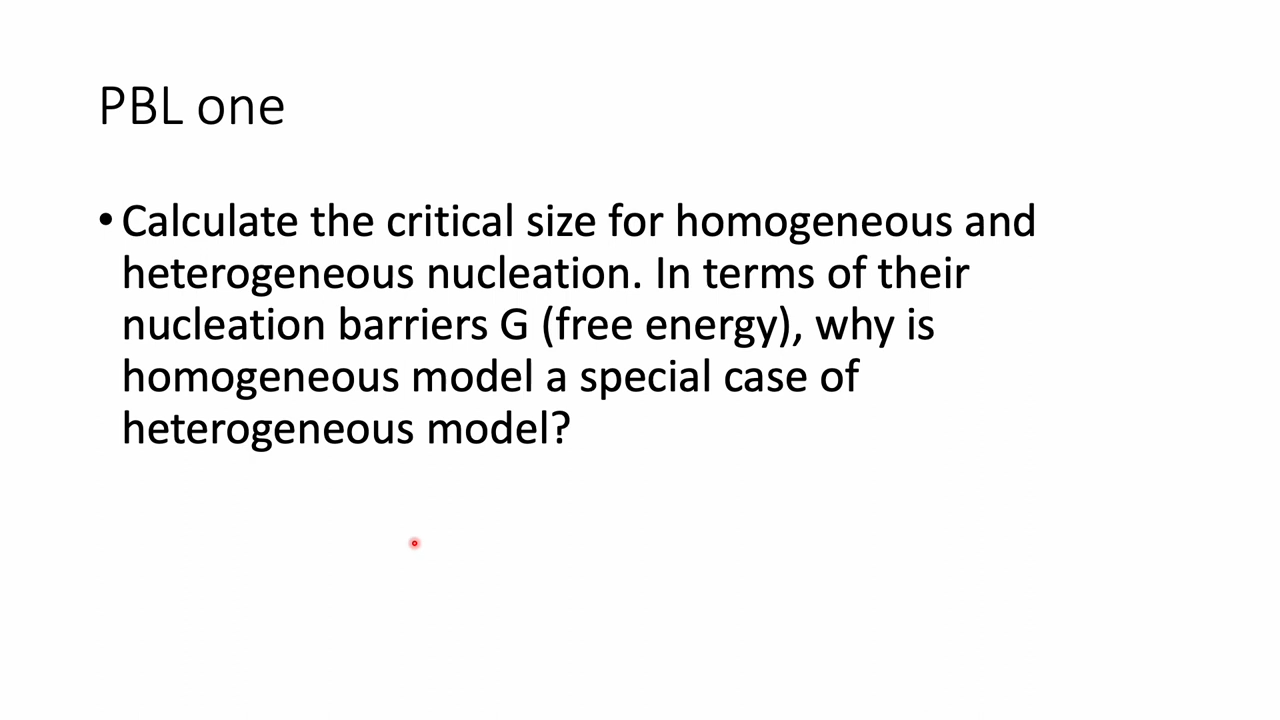 PBL one
• Calculate the critical size for homogeneous and
heterogeneous nucleation. In terms of their
nucleation barriers G (free energy), why is
homogeneous model a special case of
heterogeneous model?